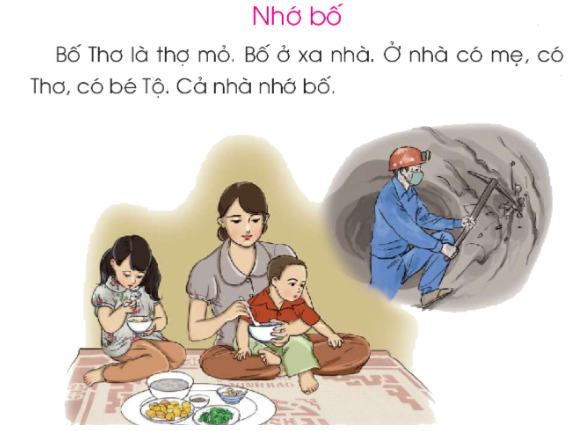 Nhớ bố
Bố Thơ là thợ mỏ. Bố ở xa nhà. Ở nhà có mẹ, có
Thơ, có bé Tộ. Cả nhà nhớ bố.